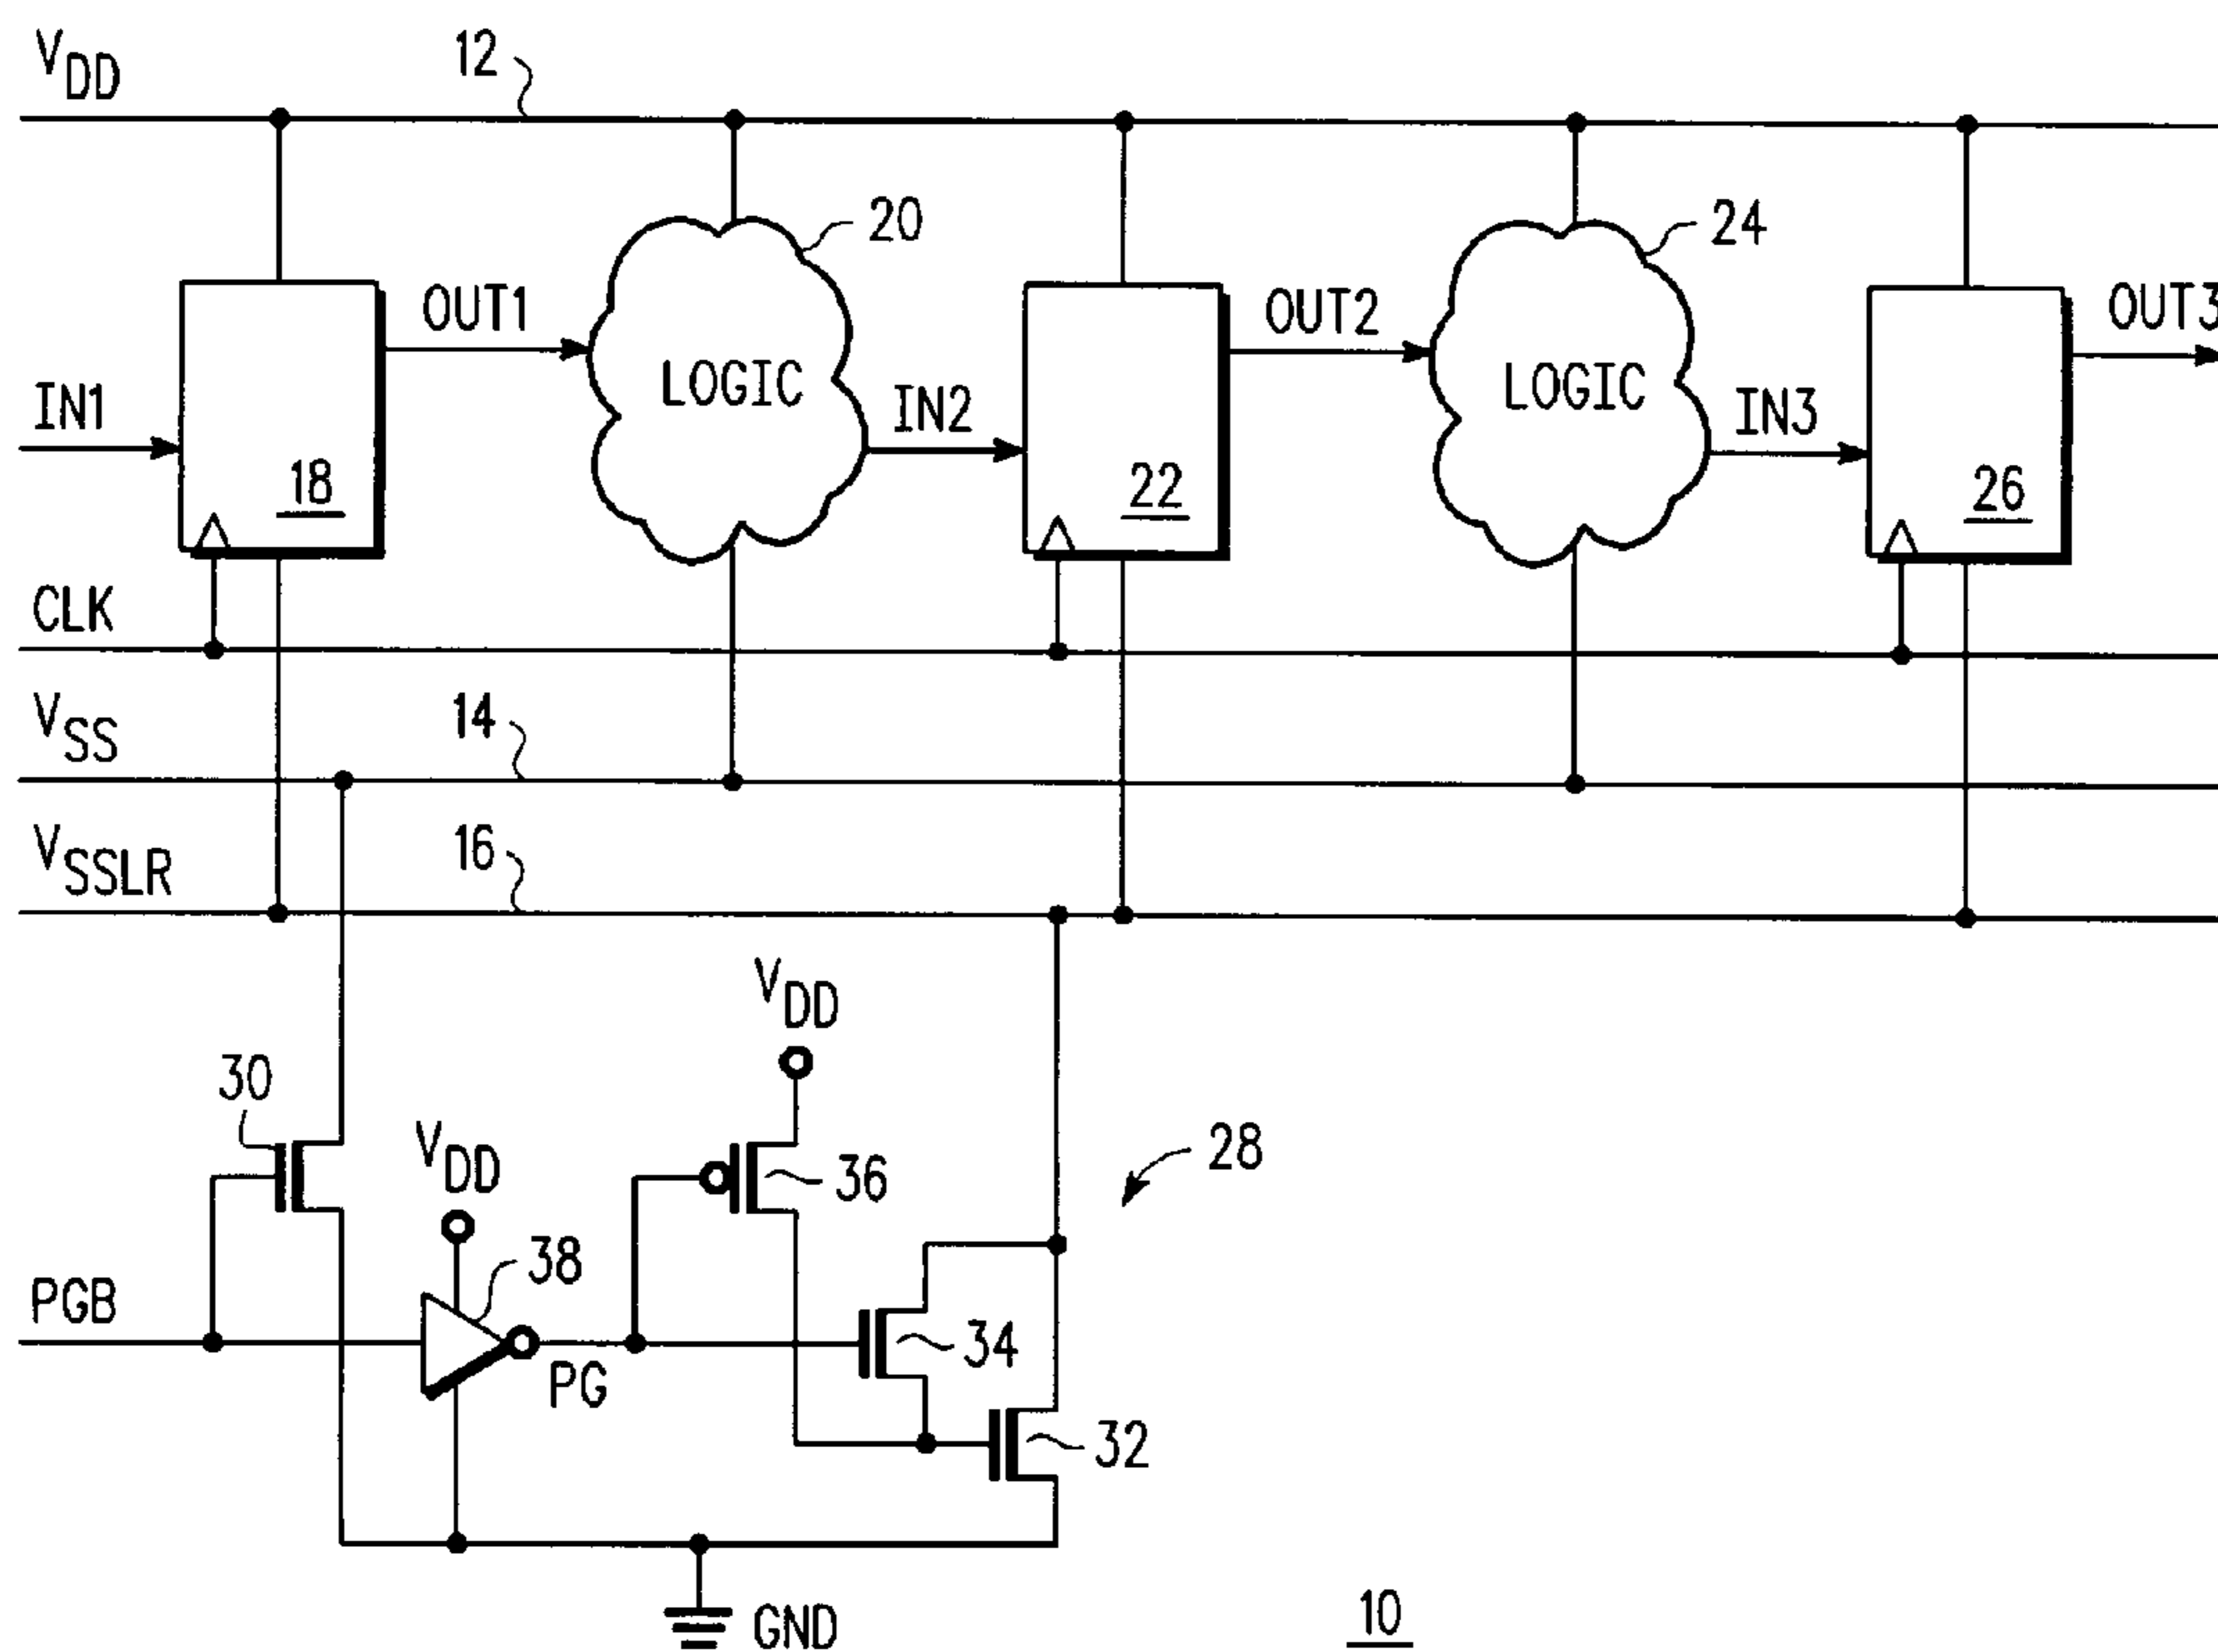 VDD
12
20
24
OUT1
OUT2
OUT3
LOGIC
LOGIC
IN1
IN2
IN3
18
22
26
CLK
VSS
14
VSSLR
16
VDD
30
VDD
36
28
38
PGB
PG
34
32
GND
10